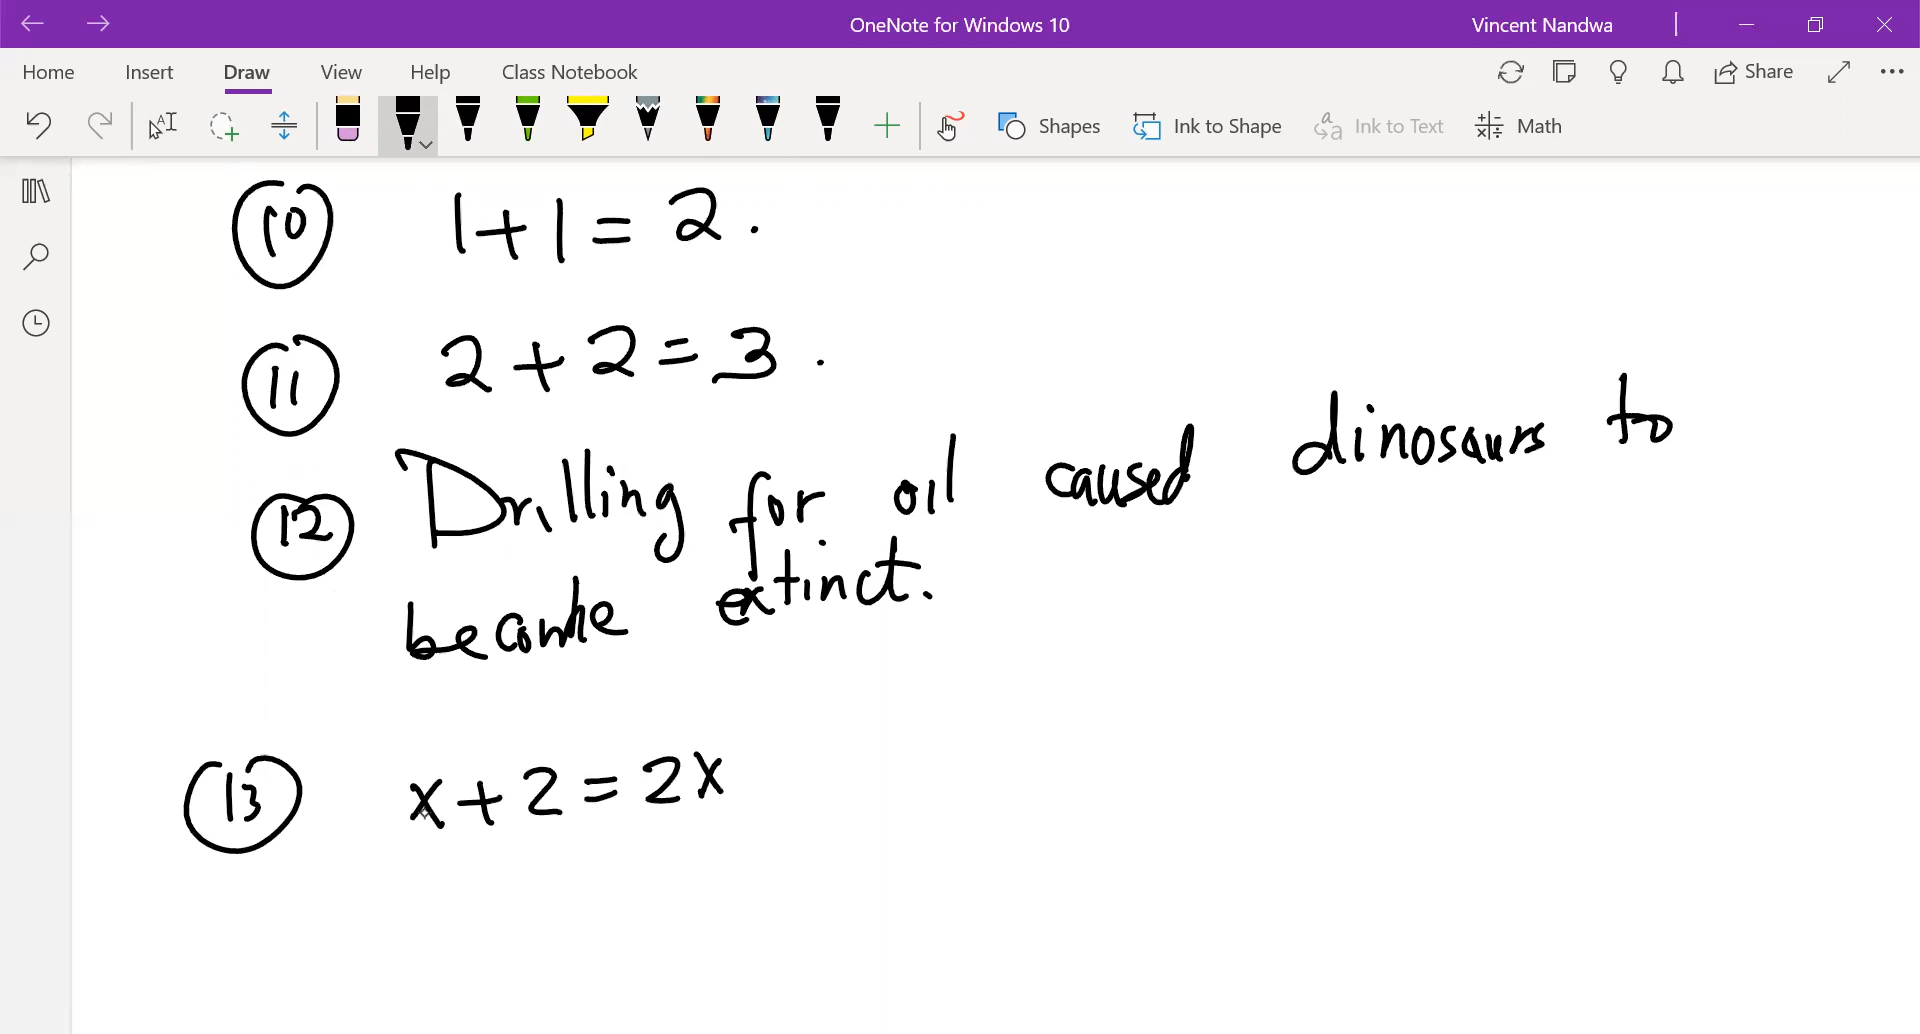 OneNote for Windows 10
Vincent Nandwa
Home Insert Draw View Help Class Notebook Share
Shapes Ink to Shape Ink to Text Math
10 1+1=2.
11 2+2=3.
12 Drilling for oil caused dinosaurs to
become extinct.
13 x+2=2x